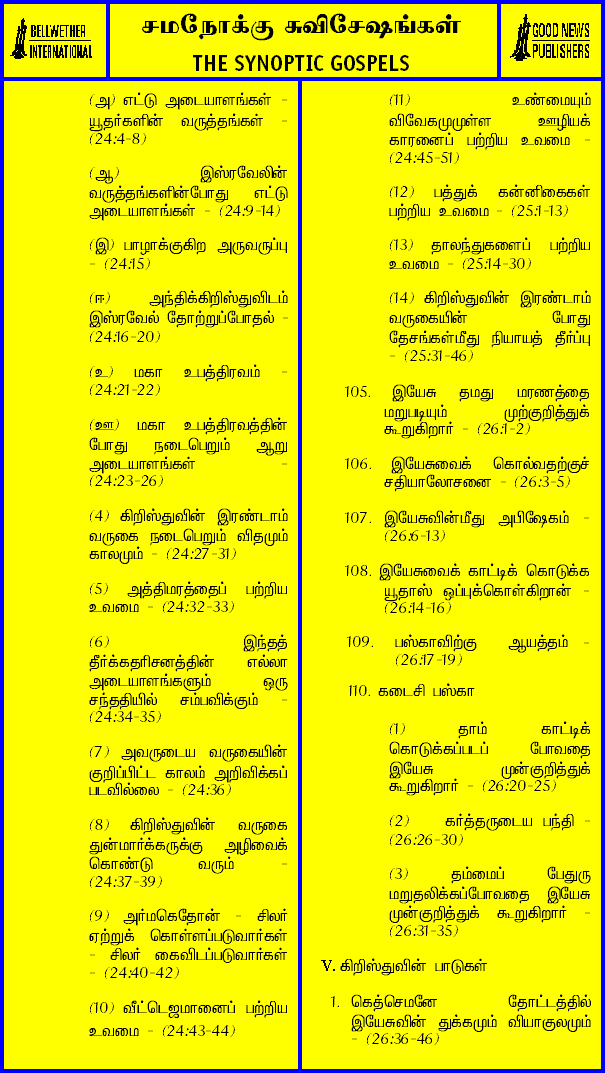 BELLWETHER
INTERNATIONAL
சமநோக்கு சுவிசேஷங்கள்
THE SYNOPTIC GOSPELS
GOOD NEWS
PUBLISHERS
(அ) எட்டு அடையாளங்கள் -
யூதர்களின் வருத்தங்கள் -
(24:4-8)
(ஆ) இஸ்ரவேலின்
வருத்தங்களின்போது எட்டு
அடையாளங்கள் - (24:9-14)
(இ) பாழாக்குகிற அருவருப்பு
- (24:15)
(ஈ) அந்திக்கிறிஸ்துவிடம்
இஸ்ரவேல் தோற்றுப்போதல் -
(24:16-20)
(உ) மகா உபத்திரவம் -
(24:21-22)
(ஊ) மகா உபத்திரவத்தின்
போது நடைபெறும் ஆறு
அடையாளங்கள் -
(24:23-26)
(4) கிறிஸ்துவின் இரண்டாம்
வருகை நடைபெறும் விதமும்
காலமும் - (24:27-31)
(5) அத்திமரத்தைப் பற்றிய
உவமை - (24:32-33)
(6) இந்தத்
தீர்க்கதரிசனத்தின் எல்லா
அடையாளங்களும் ஒரு
சந்ததியில் சம்பவிக்கும் -
(24:34-35)
(7) அவருடைய வருகையின்
குறிப்பிட்ட காலம் அறிவிக்கப்
படவில்லை - (24:36)
(8) கிறிஸ்துவின் வருகை
துன்மார்க்கருக்கு அழிவைக்
கொண்டு வரும் -
(24:37-39)
(9) அர்மகெதோன் - சிலர்
ஏற்றுக் கொள்ளப்படுவார்கள்
- சிலர் கைவிடப்படுவார்கள்
- (24:40-42)
(10) வீட்டெஜமானைப் பற்றிய
உவமை - (24:43-44)
(11) உண்மையும்
விவேகமுமுள்ள ஊழியக்
காரனைப் பற்றிய உவமை -
(24:45-51)
(12) பத்துக் கன்னிகைகள்
பற்றிய உவமை - (25:1-13)
(13) தாலந்துகளைப் பற்றிய
உவமை - (25:14-30)
(14) கிறிஸ்துவின் இரண்டாம்
வருகையின் போது
தேசங்கள்மீது நியாயத் தீர்ப்பு
- (25:31-46)
105. இயேசு தமது மரணத்தை
மறுபடியும் முற்குறித்துக்
கூறுகிறார் - (26:1-2)
106. இயேசுவைக் கொல்வதற்குச்
சதியாலோசனை - (26:3-5)
107. இயேசுவின்மீது அபிஷேகம் -
(26:6-13)
108. இயேசுவைக் காட்டிக் கொடுக்க
யூதாஸ் ஒப்புக்கொள்கிறான் -
(26:14-16)
109. பஸ்காவிற்கு ஆயத்தம் -
(26:17-19)
110. கடைசி பஸ்கா
(1) தாம் காட்டிக்
கொடுக்கப்படப் போவதை
இயேசு முன்குறித்துக்
கூறுகிறார் - (26:20-25)
(2) கர்த்தருடைய பந்தி -
(26:26-30)
(3) தம்மைப் பேதுரு
மறுதலிக்கப்போவதை இயேசு
முன்குறித்துக் கூறுகிறார் -
(26:31-35)
V. கிறிஸ்துவின் பாடுகள்
1. கெத்செமனே தோட்டத்தில்
இயேசுவின் துக்கமும் வியாகுலமும்
- (26:36-46)